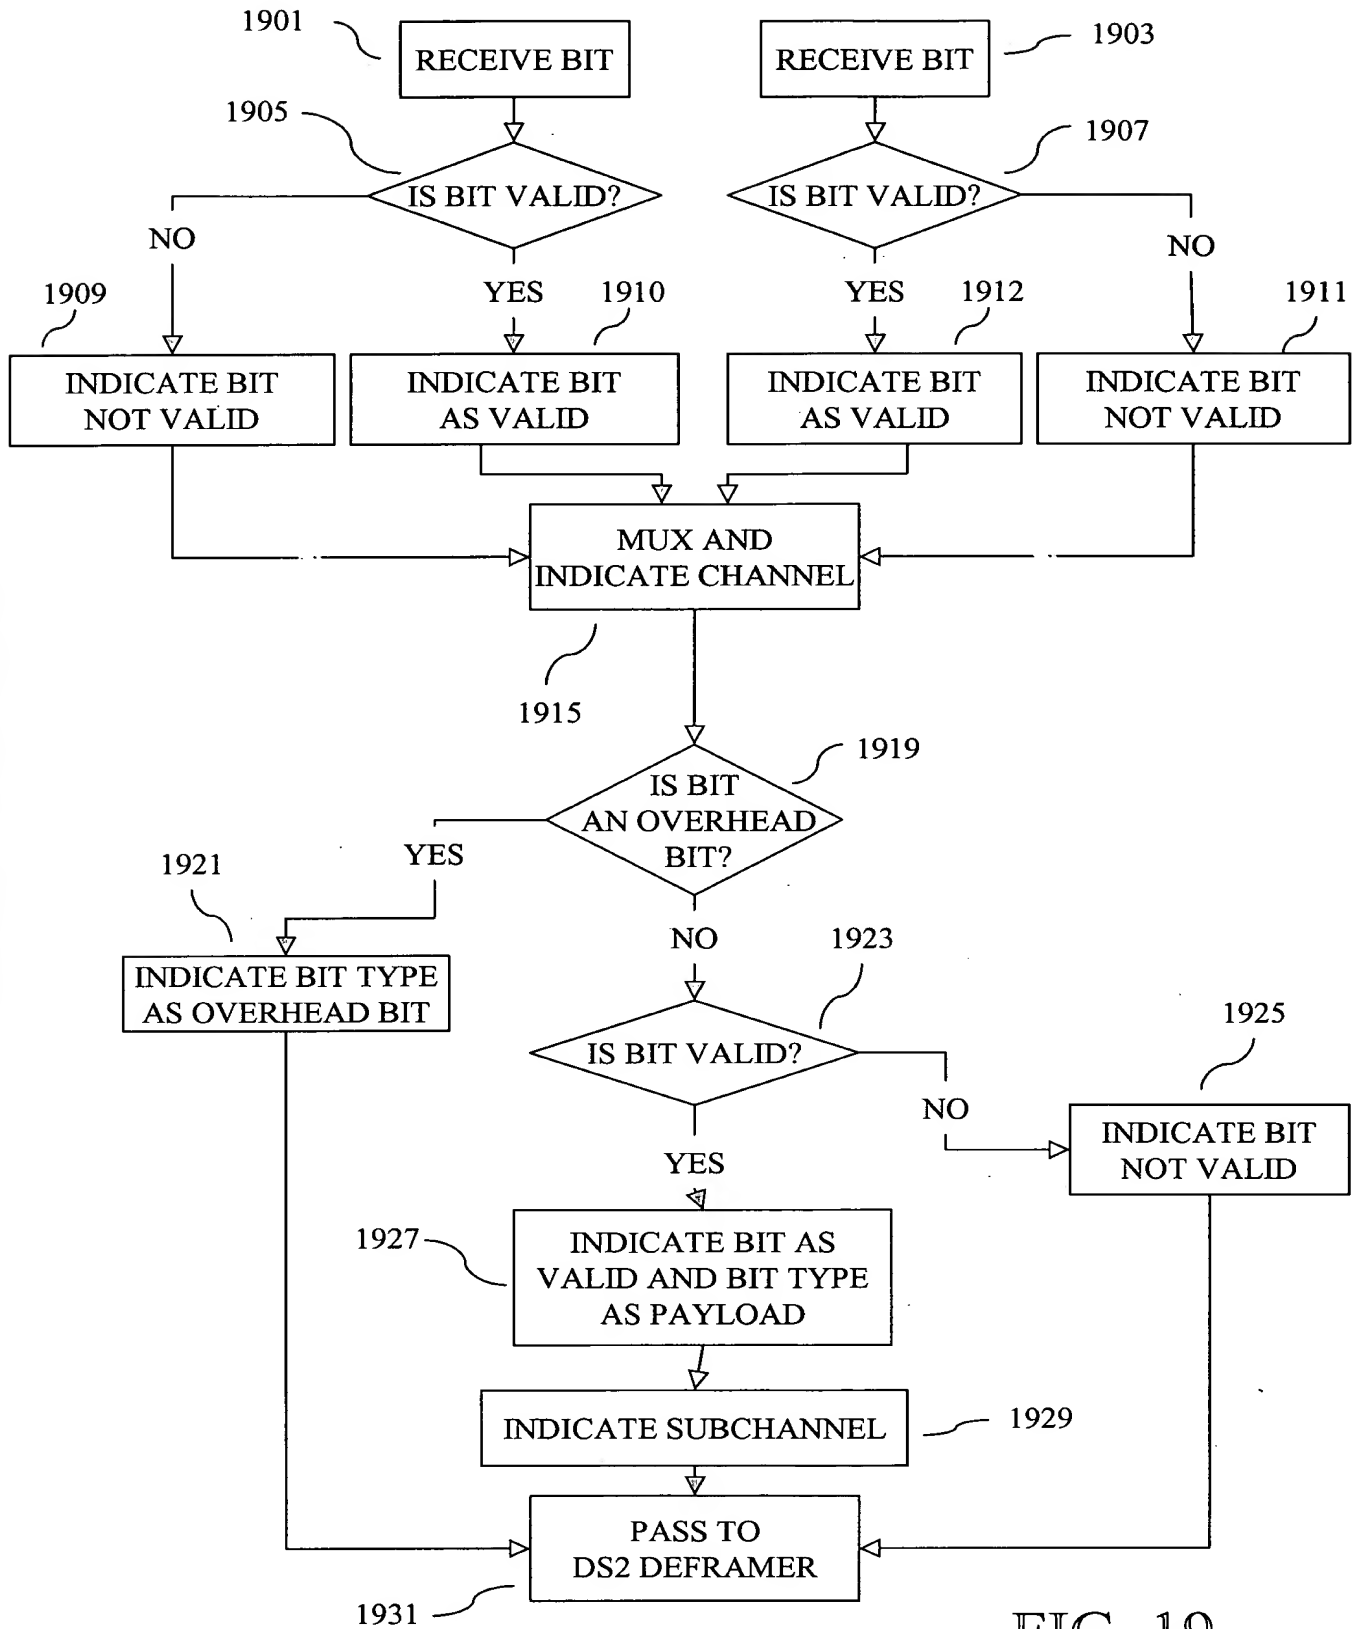 1901
RECEIVE BIT
RECEIVE BIT
1903
1905
1907
IS BIT VALID?
IS BIT VALID?
NO
NO
YES
YES
1909
1910
1912
1911
INDICATE BIT
NOT VALID
INDICATE BIT
AS VALID
INDICATE BIT
AS VALID
INDICATE BIT
NOT VALID
MUX AND
INDICATE CHANNEL
1915
1919
IS BIT
AN OVERHEAD
BIT?
YES
1921
NO
1923
INDICATE BIT TYPE
AS OVERHEAD BIT
IS BIT VALID?
1925
NO
INDICATE BIT
NOT VALID
YES
1927
INDICATE BIT AS
VALID AND BIT TYPE
AS PAYLOAD
INDICATE SUBCHANNEL
1929
PASS TO
DS2 DEFRAMER
1931
FIG. 19